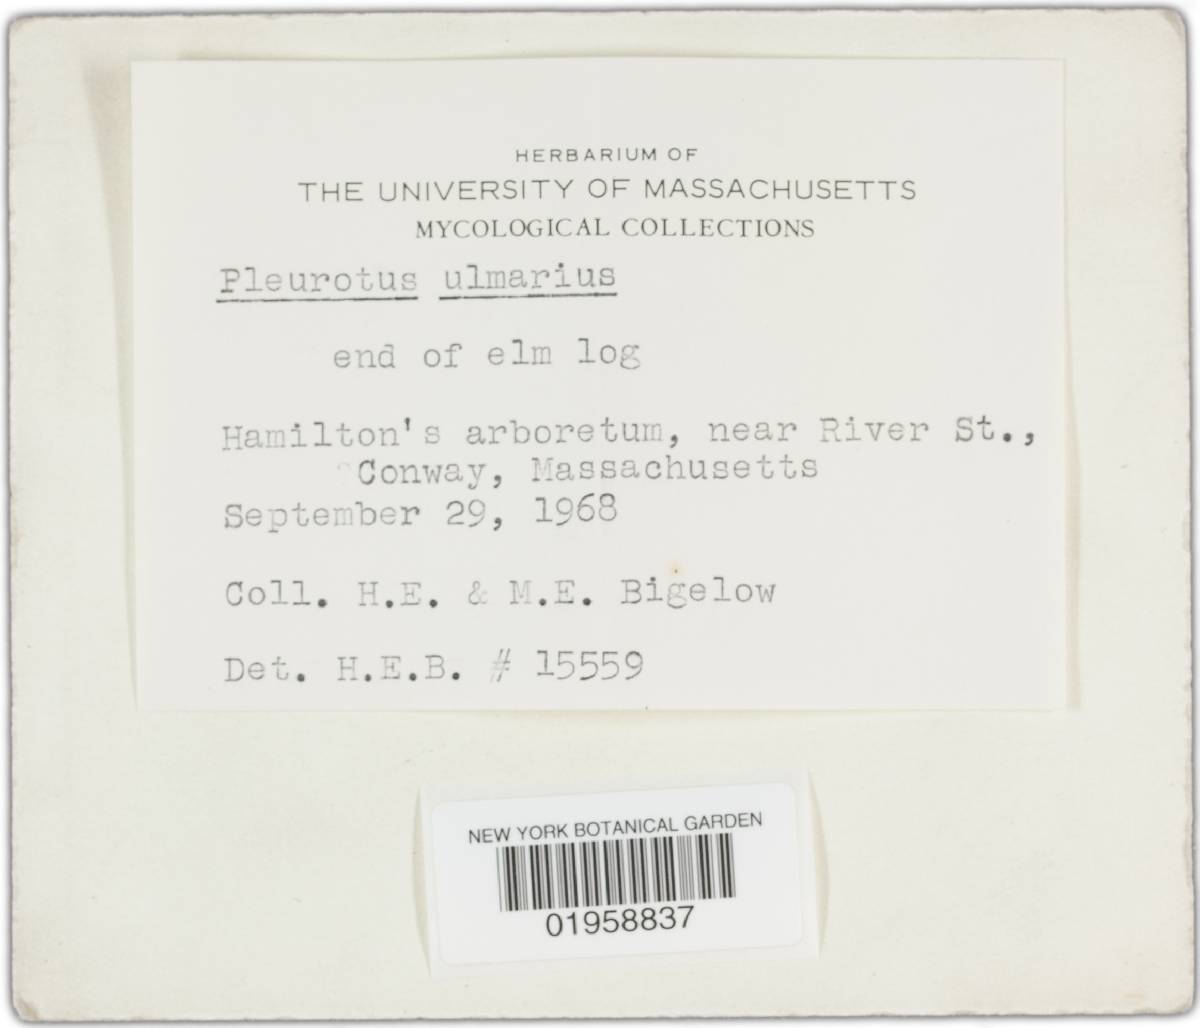 HERBARIUM OF
THE UNIVERSITY OF MASSACHUSETTS
MYCOLOGICAL COLLECTIONS
Pleurotus ulmarius
end of elm log
Hamilton's arboretum, near River St.,
Conway, Massachusetts
September 29, 1968
Coll. H.E. & M.E. Bigelow
Det. H.E.B. # 15559
NEW YORK BOTANICAL GARDEN
01958837